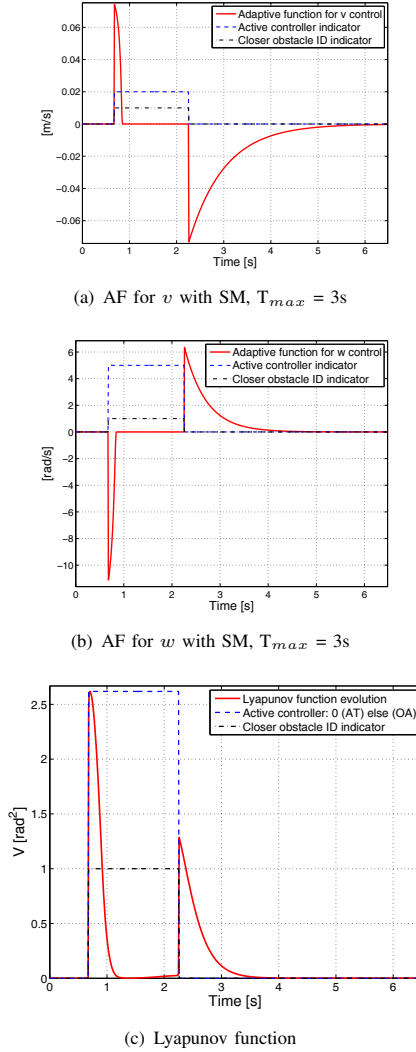 Adaptive function for v control
Active controller indicator
Closer obstacle ID indicator
[m/s]
0.06
0.04
0.02
0
−0.02
−0.04
−0.06
0 1 2 3 4 5 6
Time [s]
(a) AF for v with SM, Tmax = 3s
Adaptive function for w control
Active controller indicator
Closer obstacle ID indicator
[rad/s]
6
4
2
0
−2
−4
−6
−8
−10
0 1 2 3 4 5 6
Time [s]
(b) AF for w with SM, Tmax = 3s
Lyapunov function evolution
Active controller: 0 (AT) else (OA)
Closer obstacle ID indicator
V [rad²]
2.5
2
1.5
1
0.5
0
0 1 2 3 4 5 6
Time [s]
(c) Lyapunov function